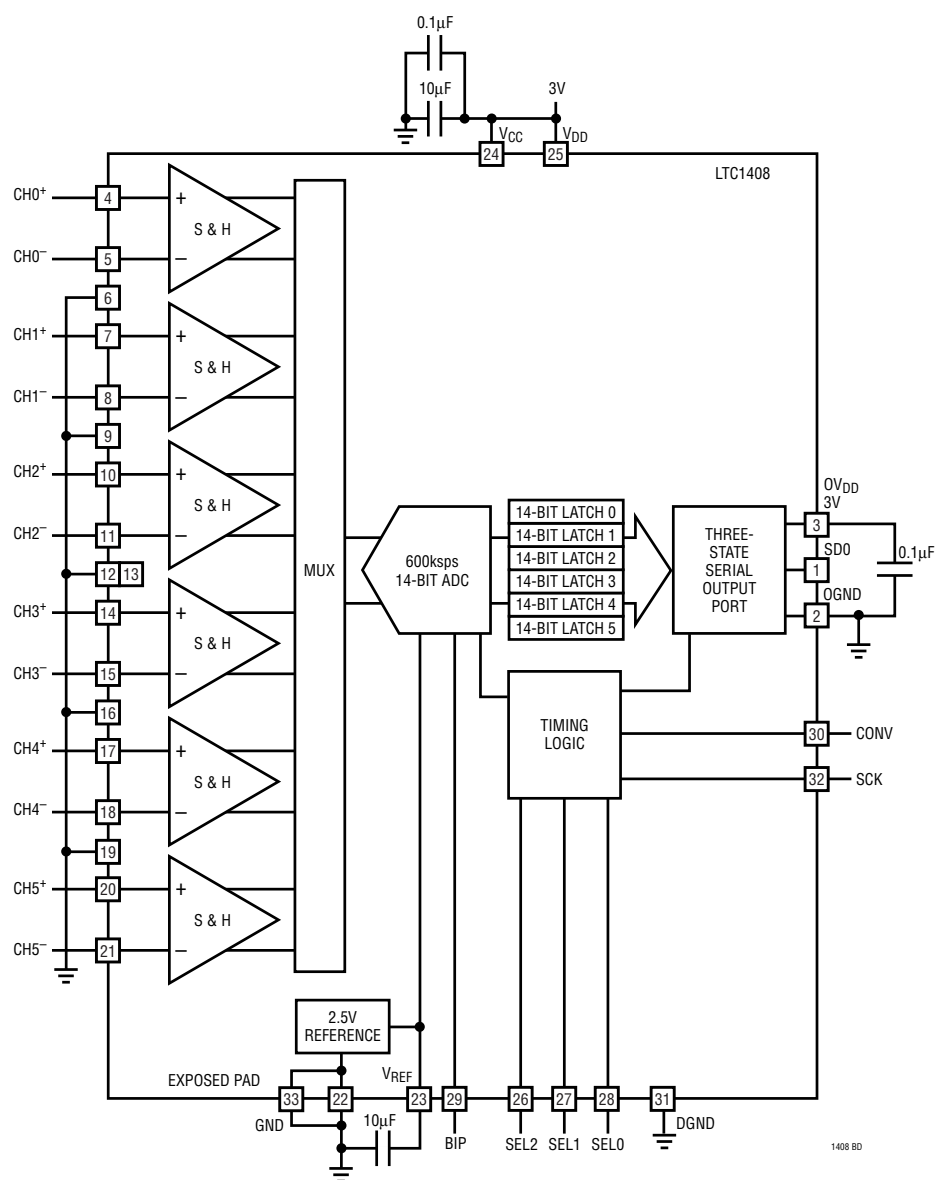 0.1µF
10µF
3V
VCC
VDD
24
25
LTC1408
CH0+
4
+
S & H
CH0–
5
–
6
CH1+
7
+
S & H
CH1–
8
–
9
CH2+
10
+
S & H
CH2–
11
–
12
13
CH3+
14
+
S & H
CH3–
15
–
16
CH4+
17
+
S & H
CH4–
18
–
19
CH5+
20
+
S & H
CH5–
21
–
MUX
600ksps
14-BIT ADC
14-BIT LATCH 0
14-BIT LATCH 1
14-BIT LATCH 2
14-BIT LATCH 3
14-BIT LATCH 4
14-BIT LATCH 5
THREE-
STATE
SERIAL
OUTPUT
PORT
OVDD
3V
3
SD0
1
0.1µF
OGND
2
TIMING
LOGIC
30
CONV
32
SCK
2.5V
REFERENCE
EXPOSED PAD
VREF
33
22
23
29
26
27
28
31
GND
10µF
BIP
SEL2
SEL1
SEL0
DGND
1408 BD